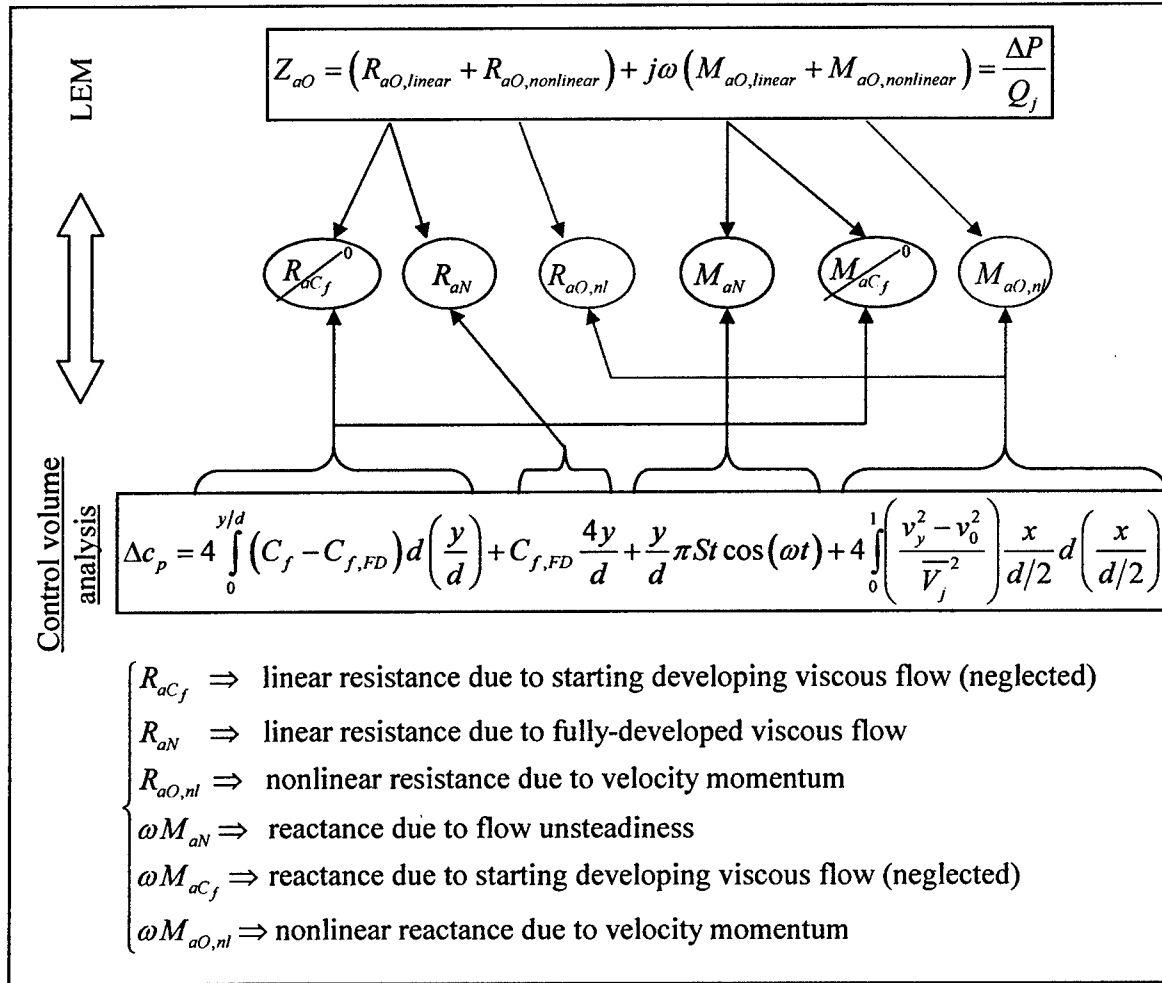 LEM
Z_{aO} = (R_{aO,linear} + R_{aO,nonlinear}) + jω(M_{aO,linear} + M_{aO,nonlinear}) = ΔP/Q_j
R_{aC_f} 0 R_{aN} R_{aO,nl} M_{aN} M_{aC_f} 0 M_{aO,nl}
Control volume
analysis
Δc_p = 4 ∫_0^{y/d} (C_f − C_{f,FD}) d(y/d) + C_{f,FD} 4y/d + y/d π St cos(ωt) + 4 ∫_0^1 ((v_y^2 − v_0^2)/\overline{V}_j^2) x/(d/2) d(x/(d/2))
R_{aC_f} ⇒ linear resistance due to starting developing viscous flow (neglected)
R_{aN} ⇒ linear resistance due to fully-developed viscous flow
R_{aO,nl} ⇒ nonlinear resistance due to velocity momentum
ωM_{aN} ⇒ reactance due to flow unsteadiness
ωM_{aC_f} ⇒ reactance due to starting developing viscous flow (neglected)
ωM_{aO,nl} ⇒ nonlinear reactance due to velocity momentum